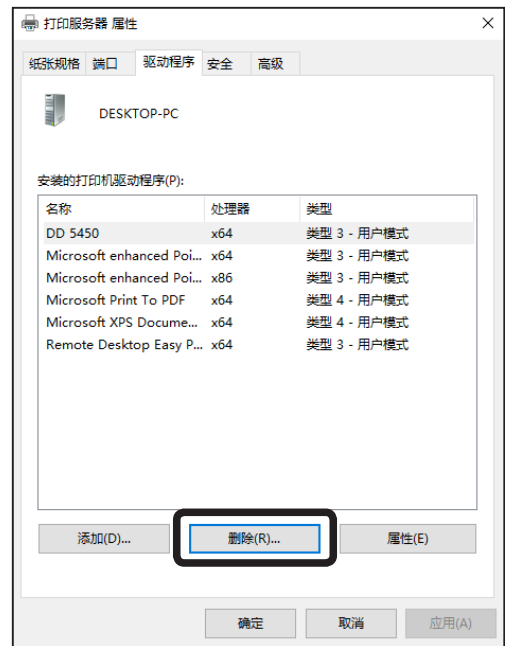 打印服务器 属性
纸张规格 端口 驱动程序 安全 高级
DESKTOP-PC
安装的打印机驱动程序(P):
名称 处理器 类型
DD 5450 x64 类型 3 - 用户模式
Microsoft enhanced Poi... x64 类型 3 - 用户模式
Microsoft enhanced Poi... x86 类型 3 - 用户模式
Microsoft Print To PDF x64 类型 4 - 用户模式
Microsoft XPS Docume... x64 类型 4 - 用户模式
Remote Desktop Easy P... x64 类型 3 - 用户模式
添加(D)... 删除(R)... 属性(E)
确定 取消 应用(A)